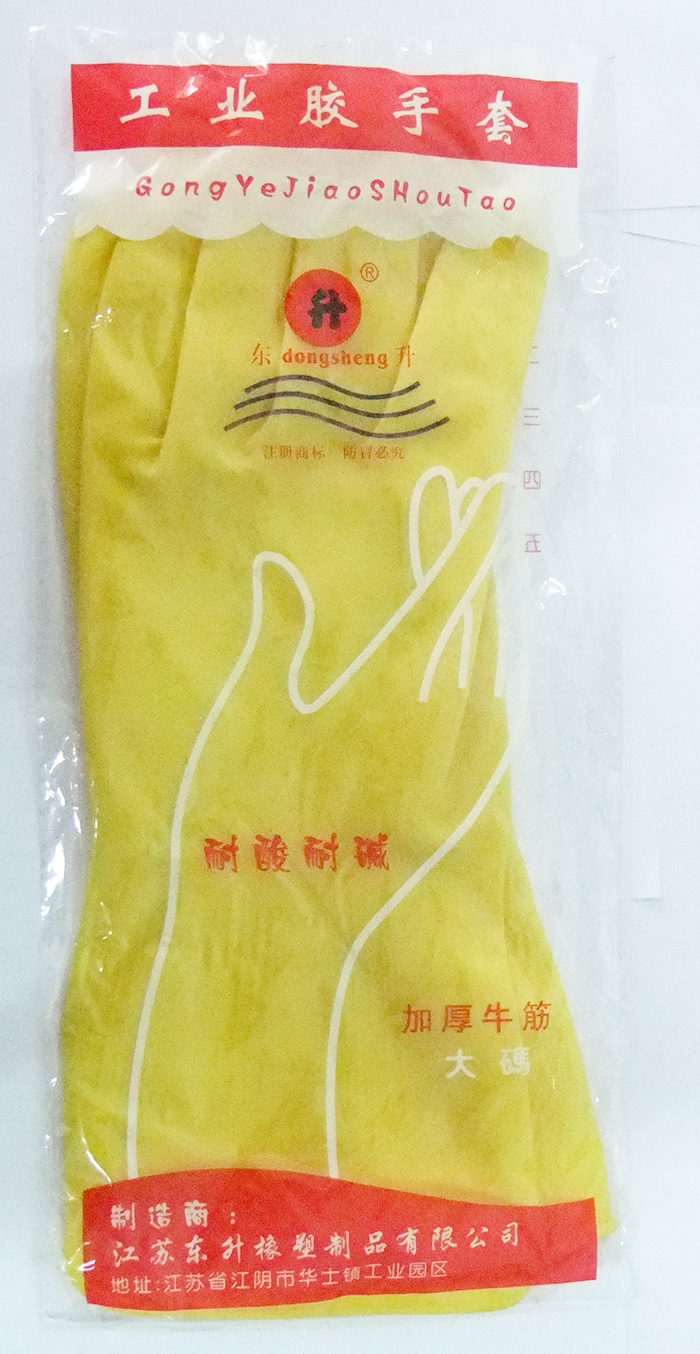 工业胶手套
GongYeJiaoSHouTao
升®
东 dongsheng 升
注册商标 防冒必究
二
三
四
五
耐酸耐碱
加厚牛筋
大碼
制造商：
江苏东升橡塑制品有限公司
地址:江苏省江阴市华士镇工业园区